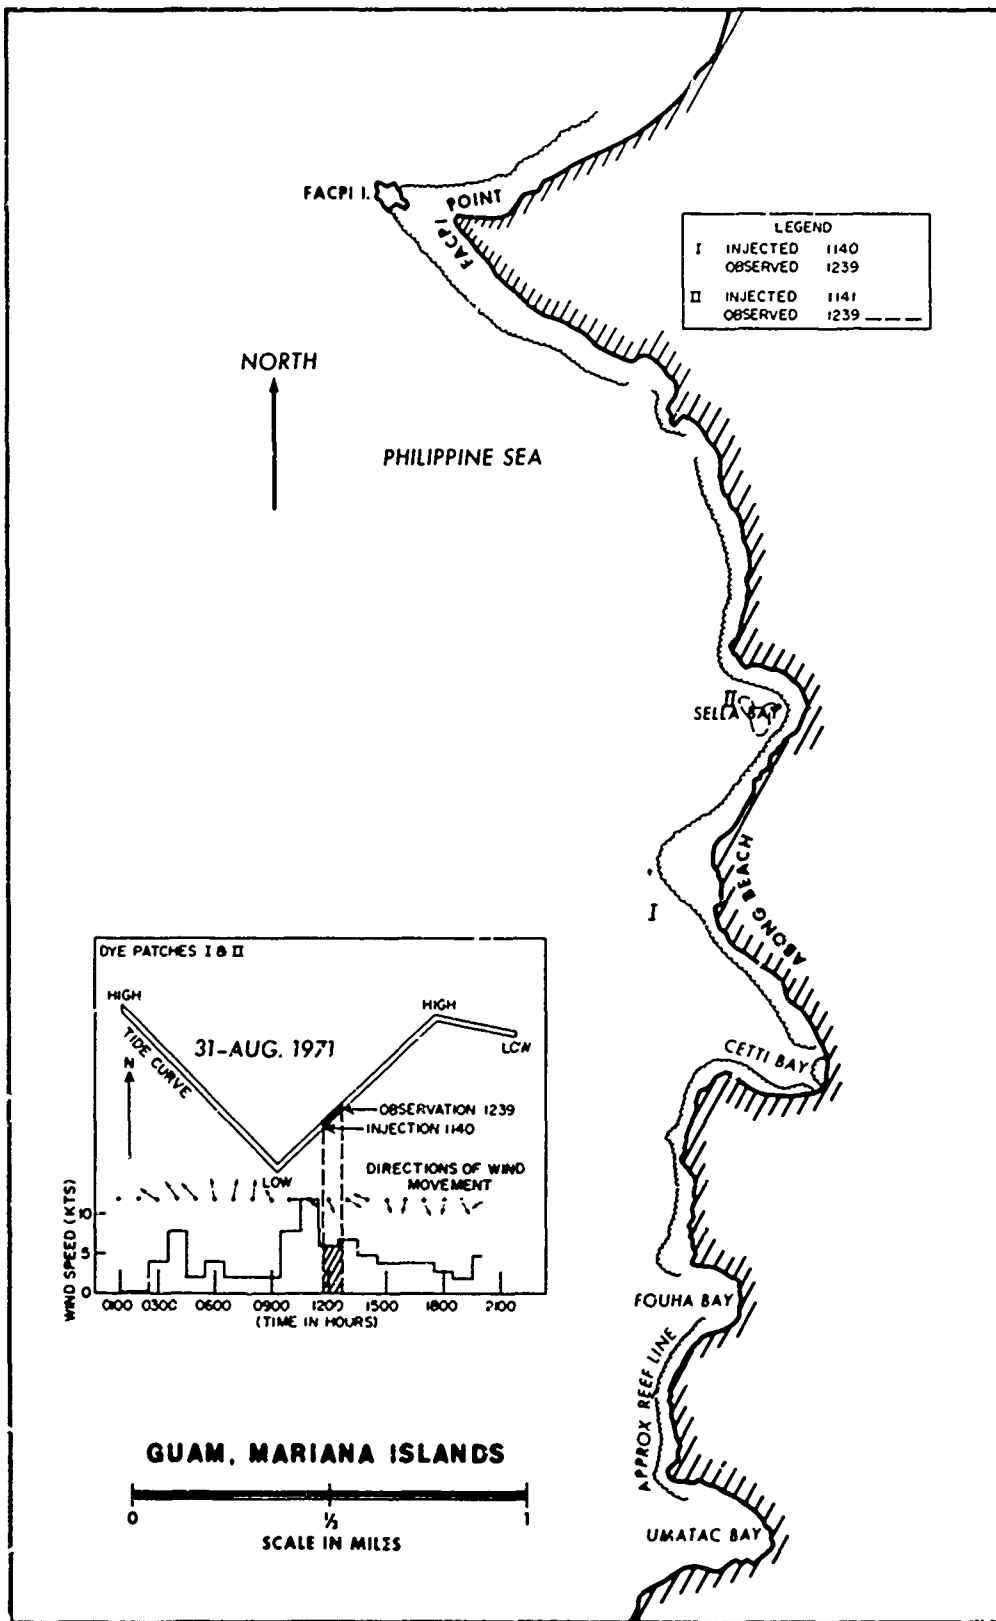 FACPI I.
FACPI POINT
LEGEND
I INJECTED 1140
OBSERVED 1239
II INJECTED 1141
OBSERVED 1239 ___ __ __
NORTH
PHILIPPINE SEA
II
SELLA BAY
ABONG BEACH
I
CETTI BAY
DYE PATCHES I & II
HIGH
HIGH
TIDE CURVE
31-AUG. 1971
LOW
N
OBSERVATION 1239
INJECTION 1140
LOW
DIRECTIONS OF WIND
MOVEMENT
WIND SPEED (KTS)
10
5
0
0100 0300 0600 0900 1200 1500 1800 2100
(TIME IN HOURS)
FOUHA BAY
APPROX REEF LINE
GUAM, MARIANA ISLANDS
0 1/2 1
SCALE IN MILES
UMATAC BAY